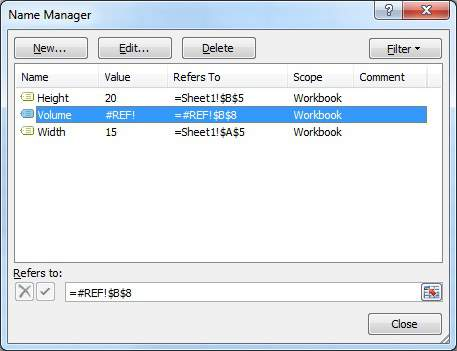 Name Manager
New... Edit... Delete Filter
Name Value Refers To Scope Comment
Height 20 =Sheet1!$B$5 Workbook
Volume #REF! =#REF!$B$8 Workbook
Width 15 =Sheet1!$A$5 Workbook
Refers to:
=#REF!$B$8
Close